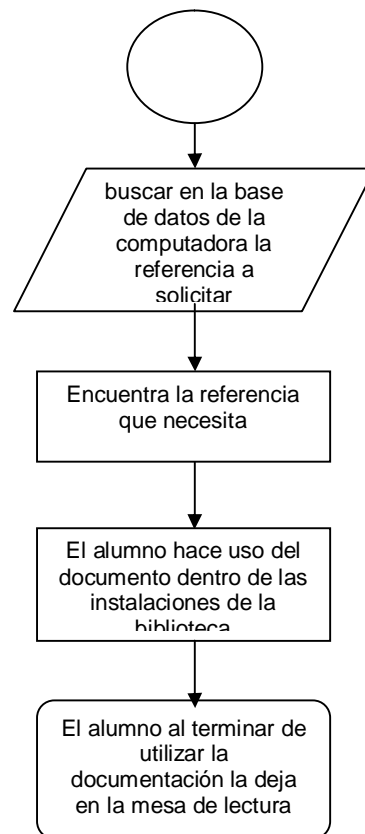 buscar en la base
de datos de la
computadora la
referencia a
solicitar
Encuentra la referencia
que necesita
El alumno hace uso del
documento dentro de las
instalaciones de la
biblioteca
El alumno al terminar de
utilizar la
documentación la deja
en la mesa de lectura